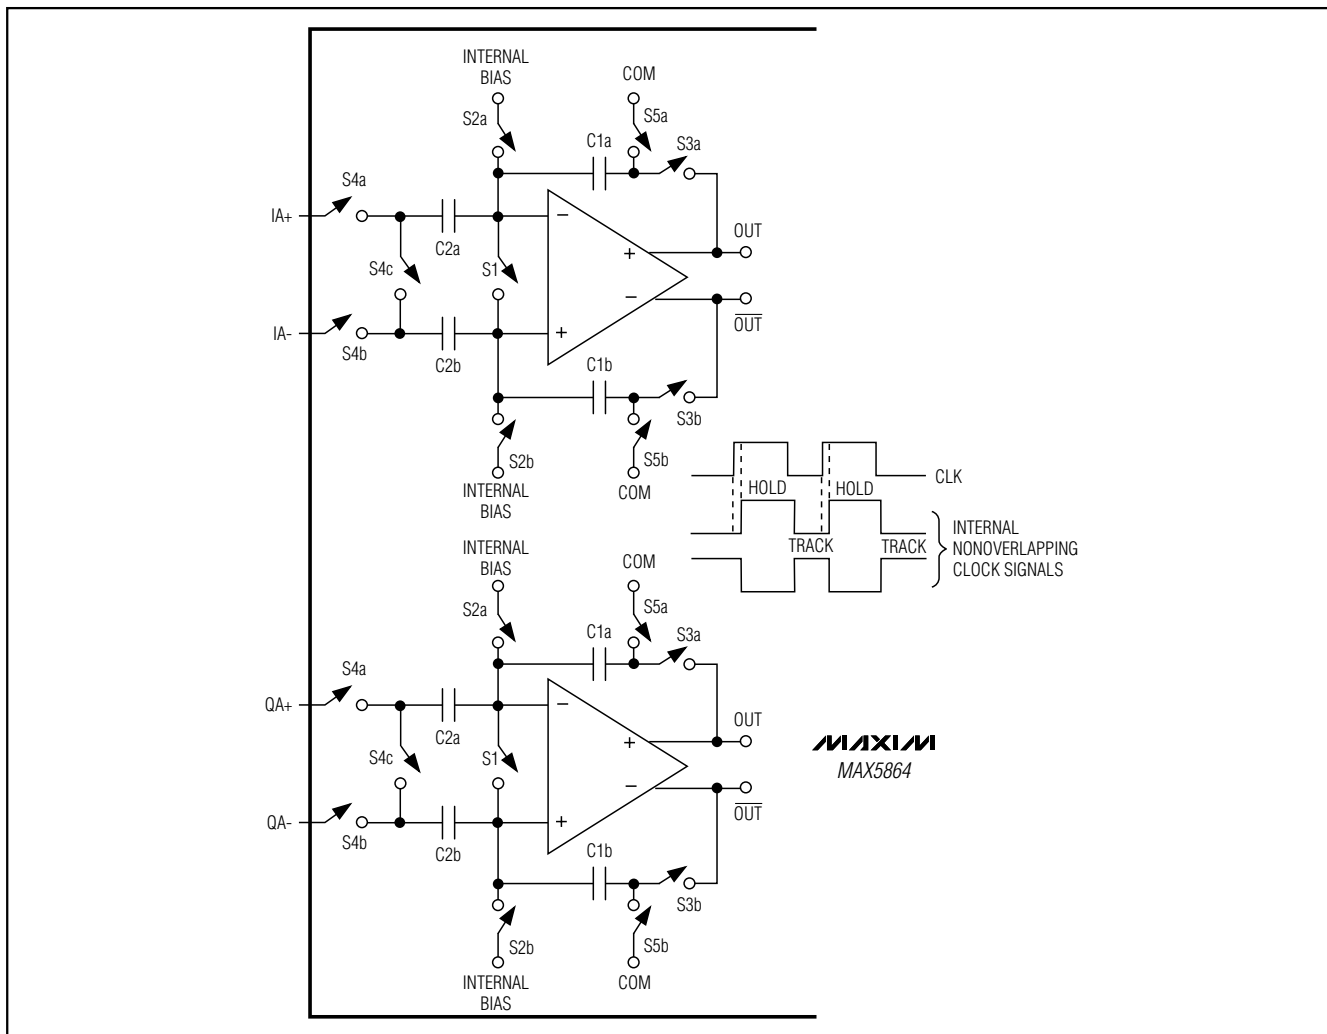 INTERNAL
BIAS
COM
S2a
S5a
C1a
S3a
S4a
IA+
−
C2a
OUT
+
S4c
S1
−
OUT
IA-
+
S4b
C2b
C1b
S3b
S2b
S5b
INTERNAL
BIAS
COM
CLK
HOLD
HOLD
TRACK
TRACK
INTERNAL
NONOVERLAPPING
CLOCK SIGNALS
INTERNAL
BIAS
COM
S2a
S5a
C1a
S3a
S4a
QA+
−
C2a
OUT
+
S4c
S1
−
OUT
QA-
+
S4b
C2b
C1b
S3b
S2b
S5b
INTERNAL
BIAS
COM
MAXIM
MAX5864